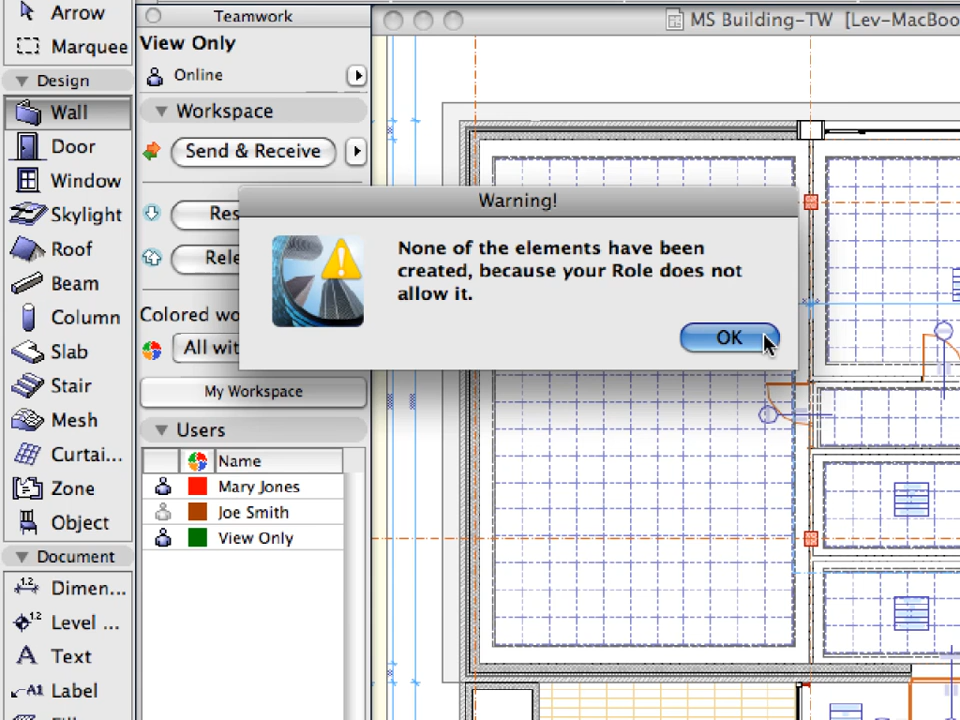 Arrow
Marquee
Design
Wall
Door
Window
Skylight
Roof
Beam
Column
Slab
Stair
Mesh
Curtai...
Zone
Object
Document
Dimen...
Level ...
Text
A1 Label
Teamwork
View Only
Online
Workspace
Send & Receive
Res
Rele
Colored wo
All wit
My Workspace
Users
Name
Mary Jones
Joe Smith
View Only
MS Building-TW [Lev-MacBoo
Warning!
None of the elements have been
created, because your Role does not
allow it.
OK